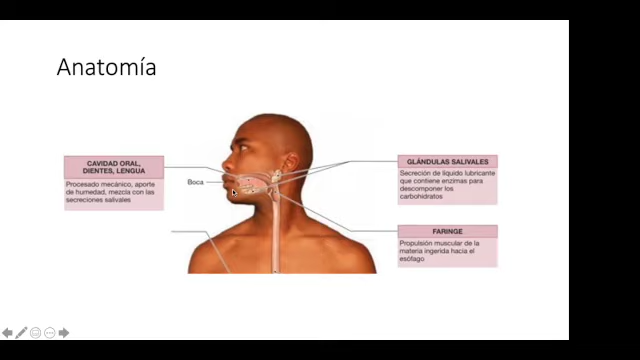 Anatomía
CAVIDAD ORAL,
DIENTES, LENGUA
Procesado mecánico, aporte
de humedad, mezcla con las
secreciones salivales
Boca
GLÁNDULAS SALIVALES
Secreción de líquido lubricante
que contiene enzimas para
descomponer los
carbohidratos
FARINGE
Propulsión muscular de la
materia ingerida hacia el
esófago